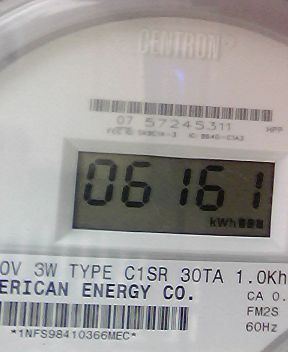 CENTRON
07 57245311
HPP
06161
kWh
0V 3W TYPE C1SR 30TA 1.0Kh
ERICAN ENERGY CO.
CA 0.
FM2S
*1NFS98410366MEC*
60Hz